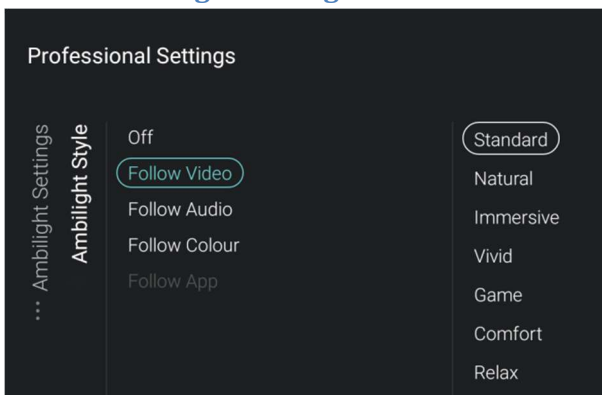 Professional Settings
••• Ambilight Settings
Ambilight Style
Off
Follow Video
Follow Audio
Follow Colour
Follow App
Standard
Natural
Immersive
Vivid
Game
Comfort
Relax